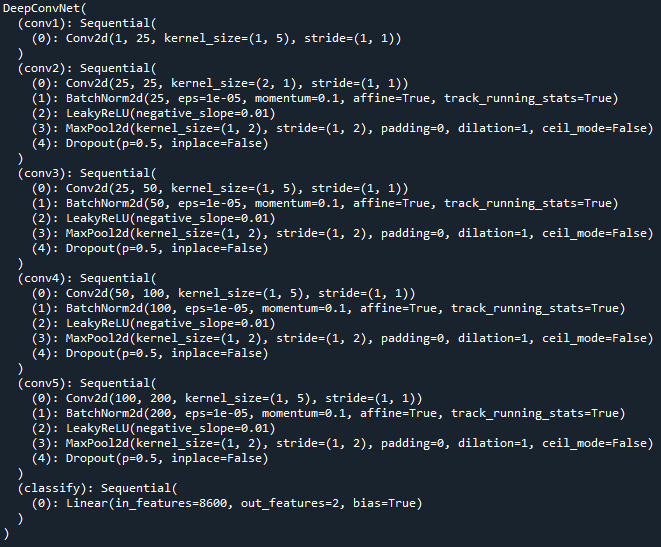 DeepConvNet(
  (conv1): Sequential(
    (0): Conv2d(1, 25, kernel_size=(1, 5), stride=(1, 1))
  )
  (conv2): Sequential(
    (0): Conv2d(25, 25, kernel_size=(2, 1), stride=(1, 1))
    (1): BatchNorm2d(25, eps=1e-05, momentum=0.1, affine=True, track_running_stats=True)
    (2): LeakyReLU(negative_slope=0.01)
    (3): MaxPool2d(kernel_size=(1, 2), stride=(1, 2), padding=0, dilation=1, ceil_mode=False)
    (4): Dropout(p=0.5, inplace=False)
  )
  (conv3): Sequential(
    (0): Conv2d(25, 50, kernel_size=(1, 5), stride=(1, 1))
    (1): BatchNorm2d(50, eps=1e-05, momentum=0.1, affine=True, track_running_stats=True)
    (2): LeakyReLU(negative_slope=0.01)
    (3): MaxPool2d(kernel_size=(1, 2), stride=(1, 2), padding=0, dilation=1, ceil_mode=False)
    (4): Dropout(p=0.5, inplace=False)
  )
  (conv4): Sequential(
    (0): Conv2d(50, 100, kernel_size=(1, 5), stride=(1, 1))
    (1): BatchNorm2d(100, eps=1e-05, momentum=0.1, affine=True, track_running_stats=True)
    (2): LeakyReLU(negative_slope=0.01)
    (3): MaxPool2d(kernel_size=(1, 2), stride=(1, 2), padding=0, dilation=1, ceil_mode=False)
    (4): Dropout(p=0.5, inplace=False)
  )
  (conv5): Sequential(
    (0): Conv2d(100, 200, kernel_size=(1, 5), stride=(1, 1))
    (1): BatchNorm2d(200, eps=1e-05, momentum=0.1, affine=True, track_running_stats=True)
    (2): LeakyReLU(negative_slope=0.01)
    (3): MaxPool2d(kernel_size=(1, 2), stride=(1, 2), padding=0, dilation=1, ceil_mode=False)
    (4): Dropout(p=0.5, inplace=False)
  )
  (classify): Sequential(
    (0): Linear(in_features=8600, out_features=2, bias=True)
  )
)